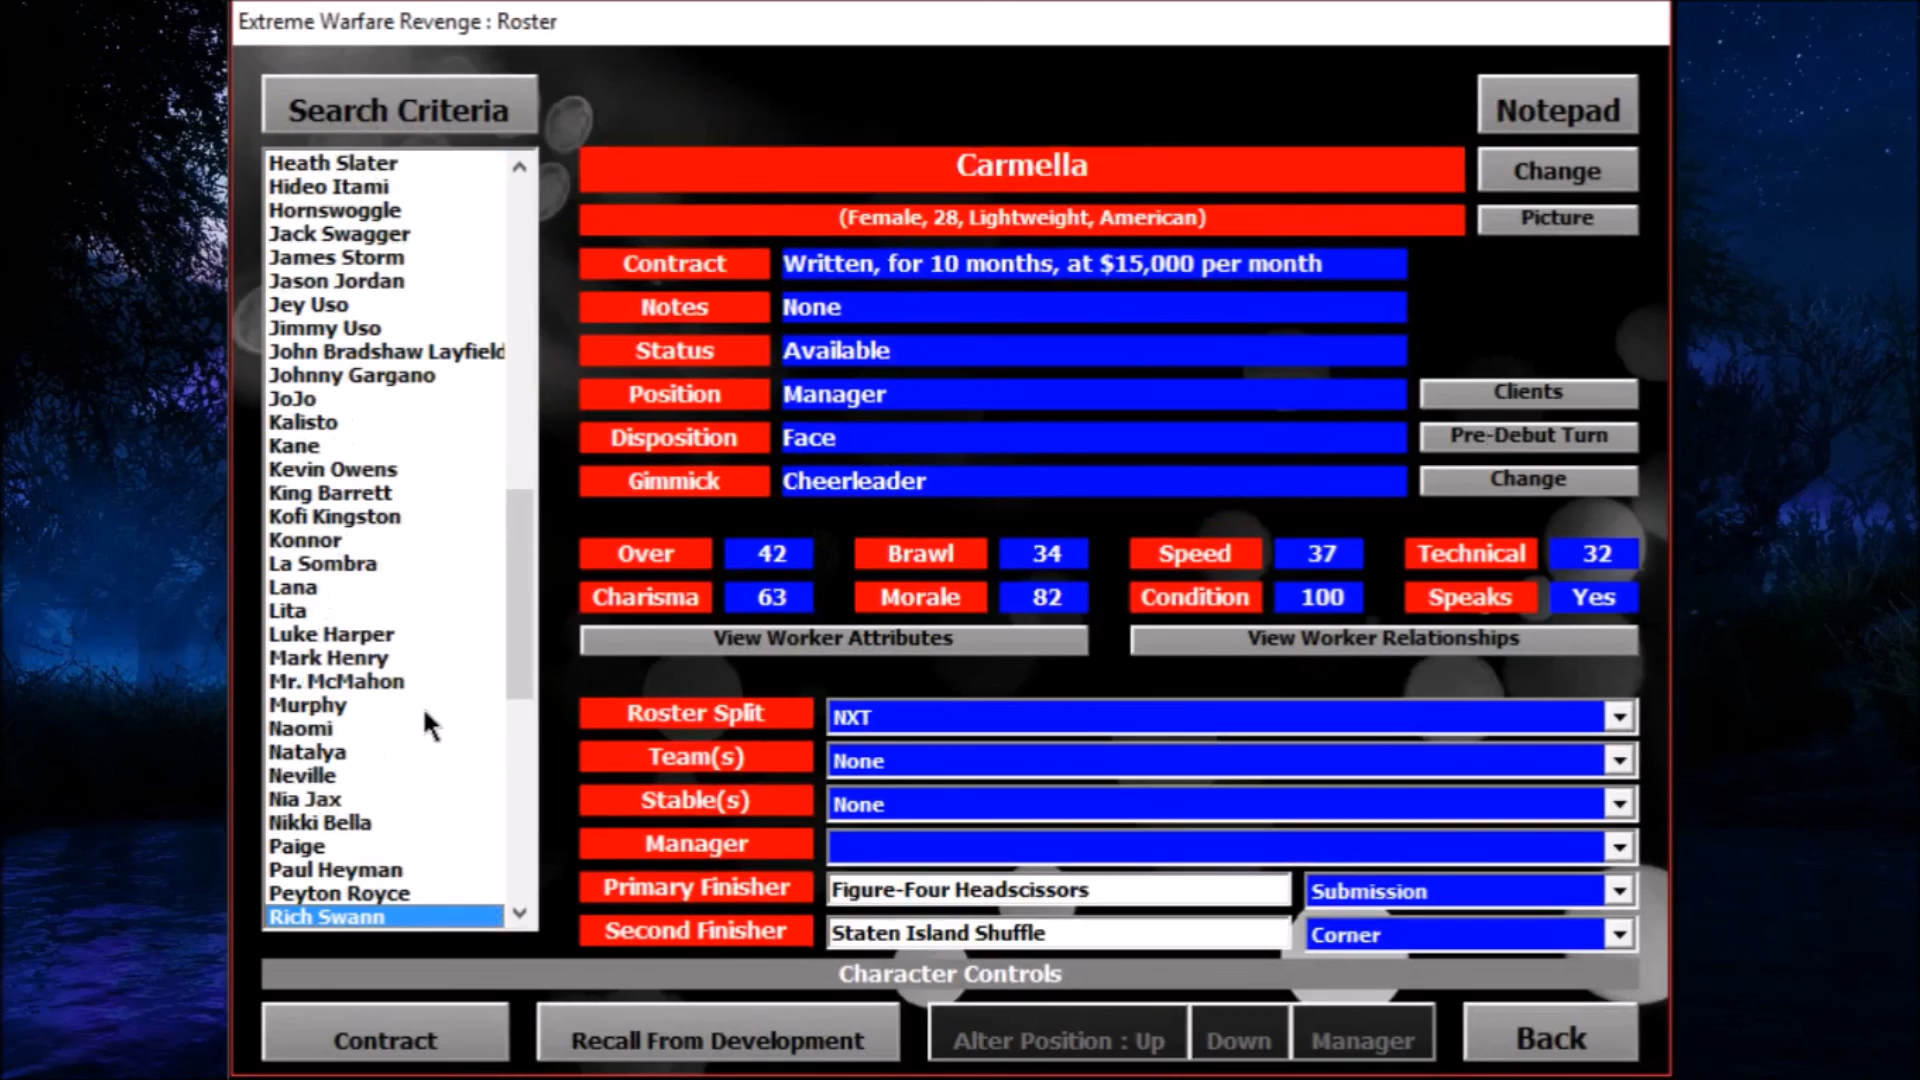 Extreme Warfare Revenge : Roster
Search Criteria
Notepad
Heath Slater
Hideo Itami
Hornswoggle
Jack Swagger
James Storm
Jason Jordan
Jey Uso
Jimmy Uso
John Bradshaw Layfield
Johnny Gargano
JoJo
Kalisto
Kane
Kevin Owens
King Barrett
Kofi Kingston
Konnor
La Sombra
Lana
Lita
Luke Harper
Mark Henry
Mr. McMahon
Murphy
Naomi
Natalya
Neville
Nia Jax
Nikki Bella
Paige
Paul Heyman
Peyton Royce
Rich Swann
Carmella
Change
(Female, 28, Lightweight, American)
Picture
Contract Written, for 10 months, at $15,000 per month
Notes None
Status Available
Position Manager Clients
Disposition Face Pre-Debut Turn
Gimmick Cheerleader Change
Over 42 Brawl 34 Speed 37 Technical 32
Charisma 63 Morale 82 Condition 100 Speaks Yes
View Worker Attributes View Worker Relationships
Roster Split NXT
Team(s) None
Stable(s) None
Manager
Primary Finisher Figure-Four Headscissors Submission
Second Finisher Staten Island Shuffle Corner
Character Controls
Contract Recall From Development Alter Position : Up Down Manager Back